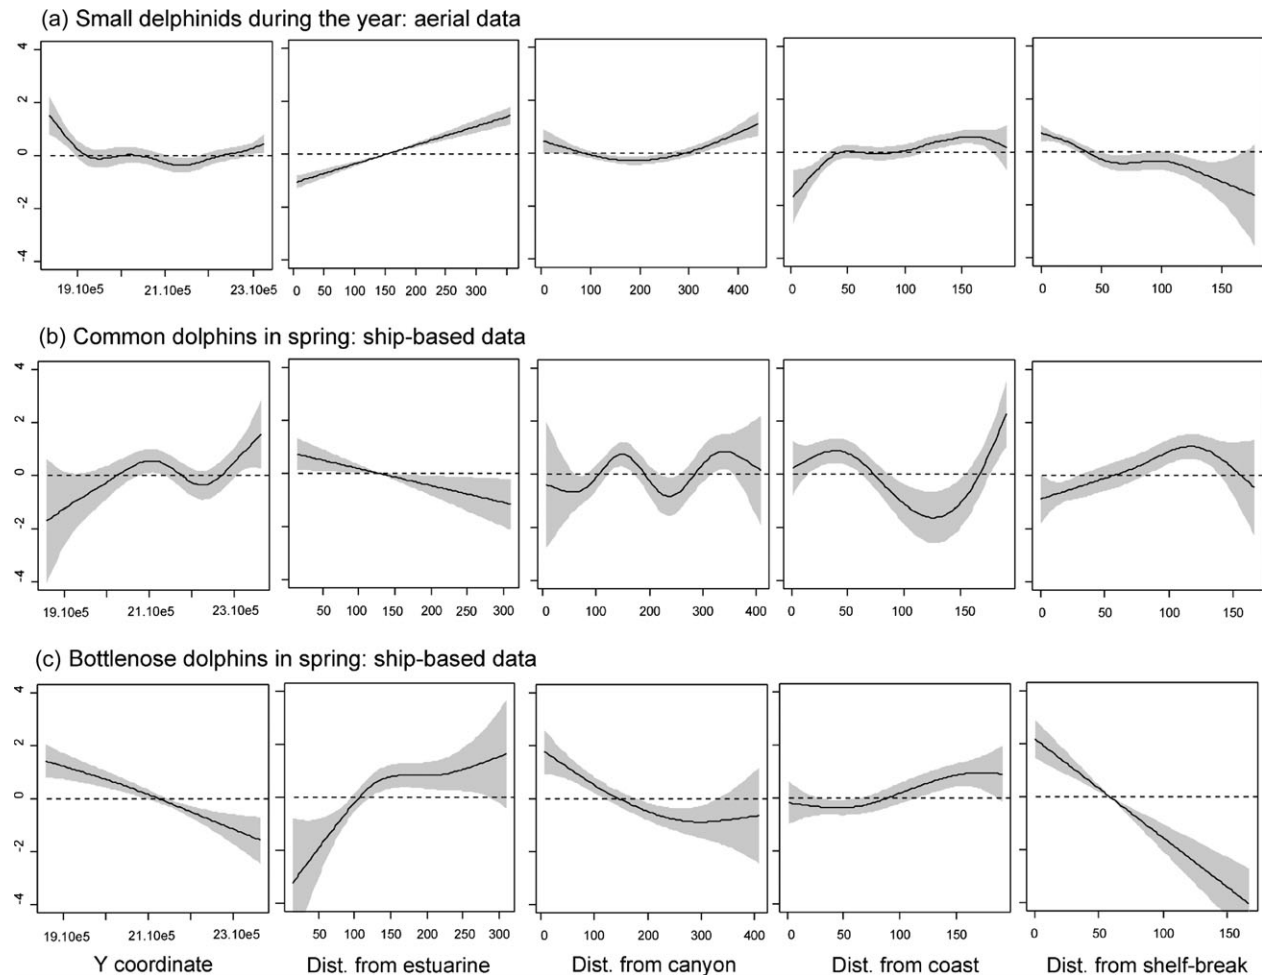 (a) Small delphinids during the year: aerial data
4
2
0
-2
-4
19.10e5 21.10e5 23.10e5
0 50 100 150 200 250 300
0 100 200 300 400
0 50 100 150
0 50 100 150
(b) Common dolphins in spring: ship-based data
4
2
0
-2
-4
19.10e5 21.10e5 23.10e5
50 100 150 200 250 300
0 100 200 300 400
0 50 100 150
0 50 100 150
(c) Bottlenose dolphins in spring: ship-based data
4
2
0
-2
-4
19.10e5 21.10e5 23.10e5
50 100 150 200 250 300
0 100 200 300 400
0 50 100 150
0 50 100 150
Y coordinate Dist. from estuarine Dist. from canyon Dist. from coast Dist. from shelf-break